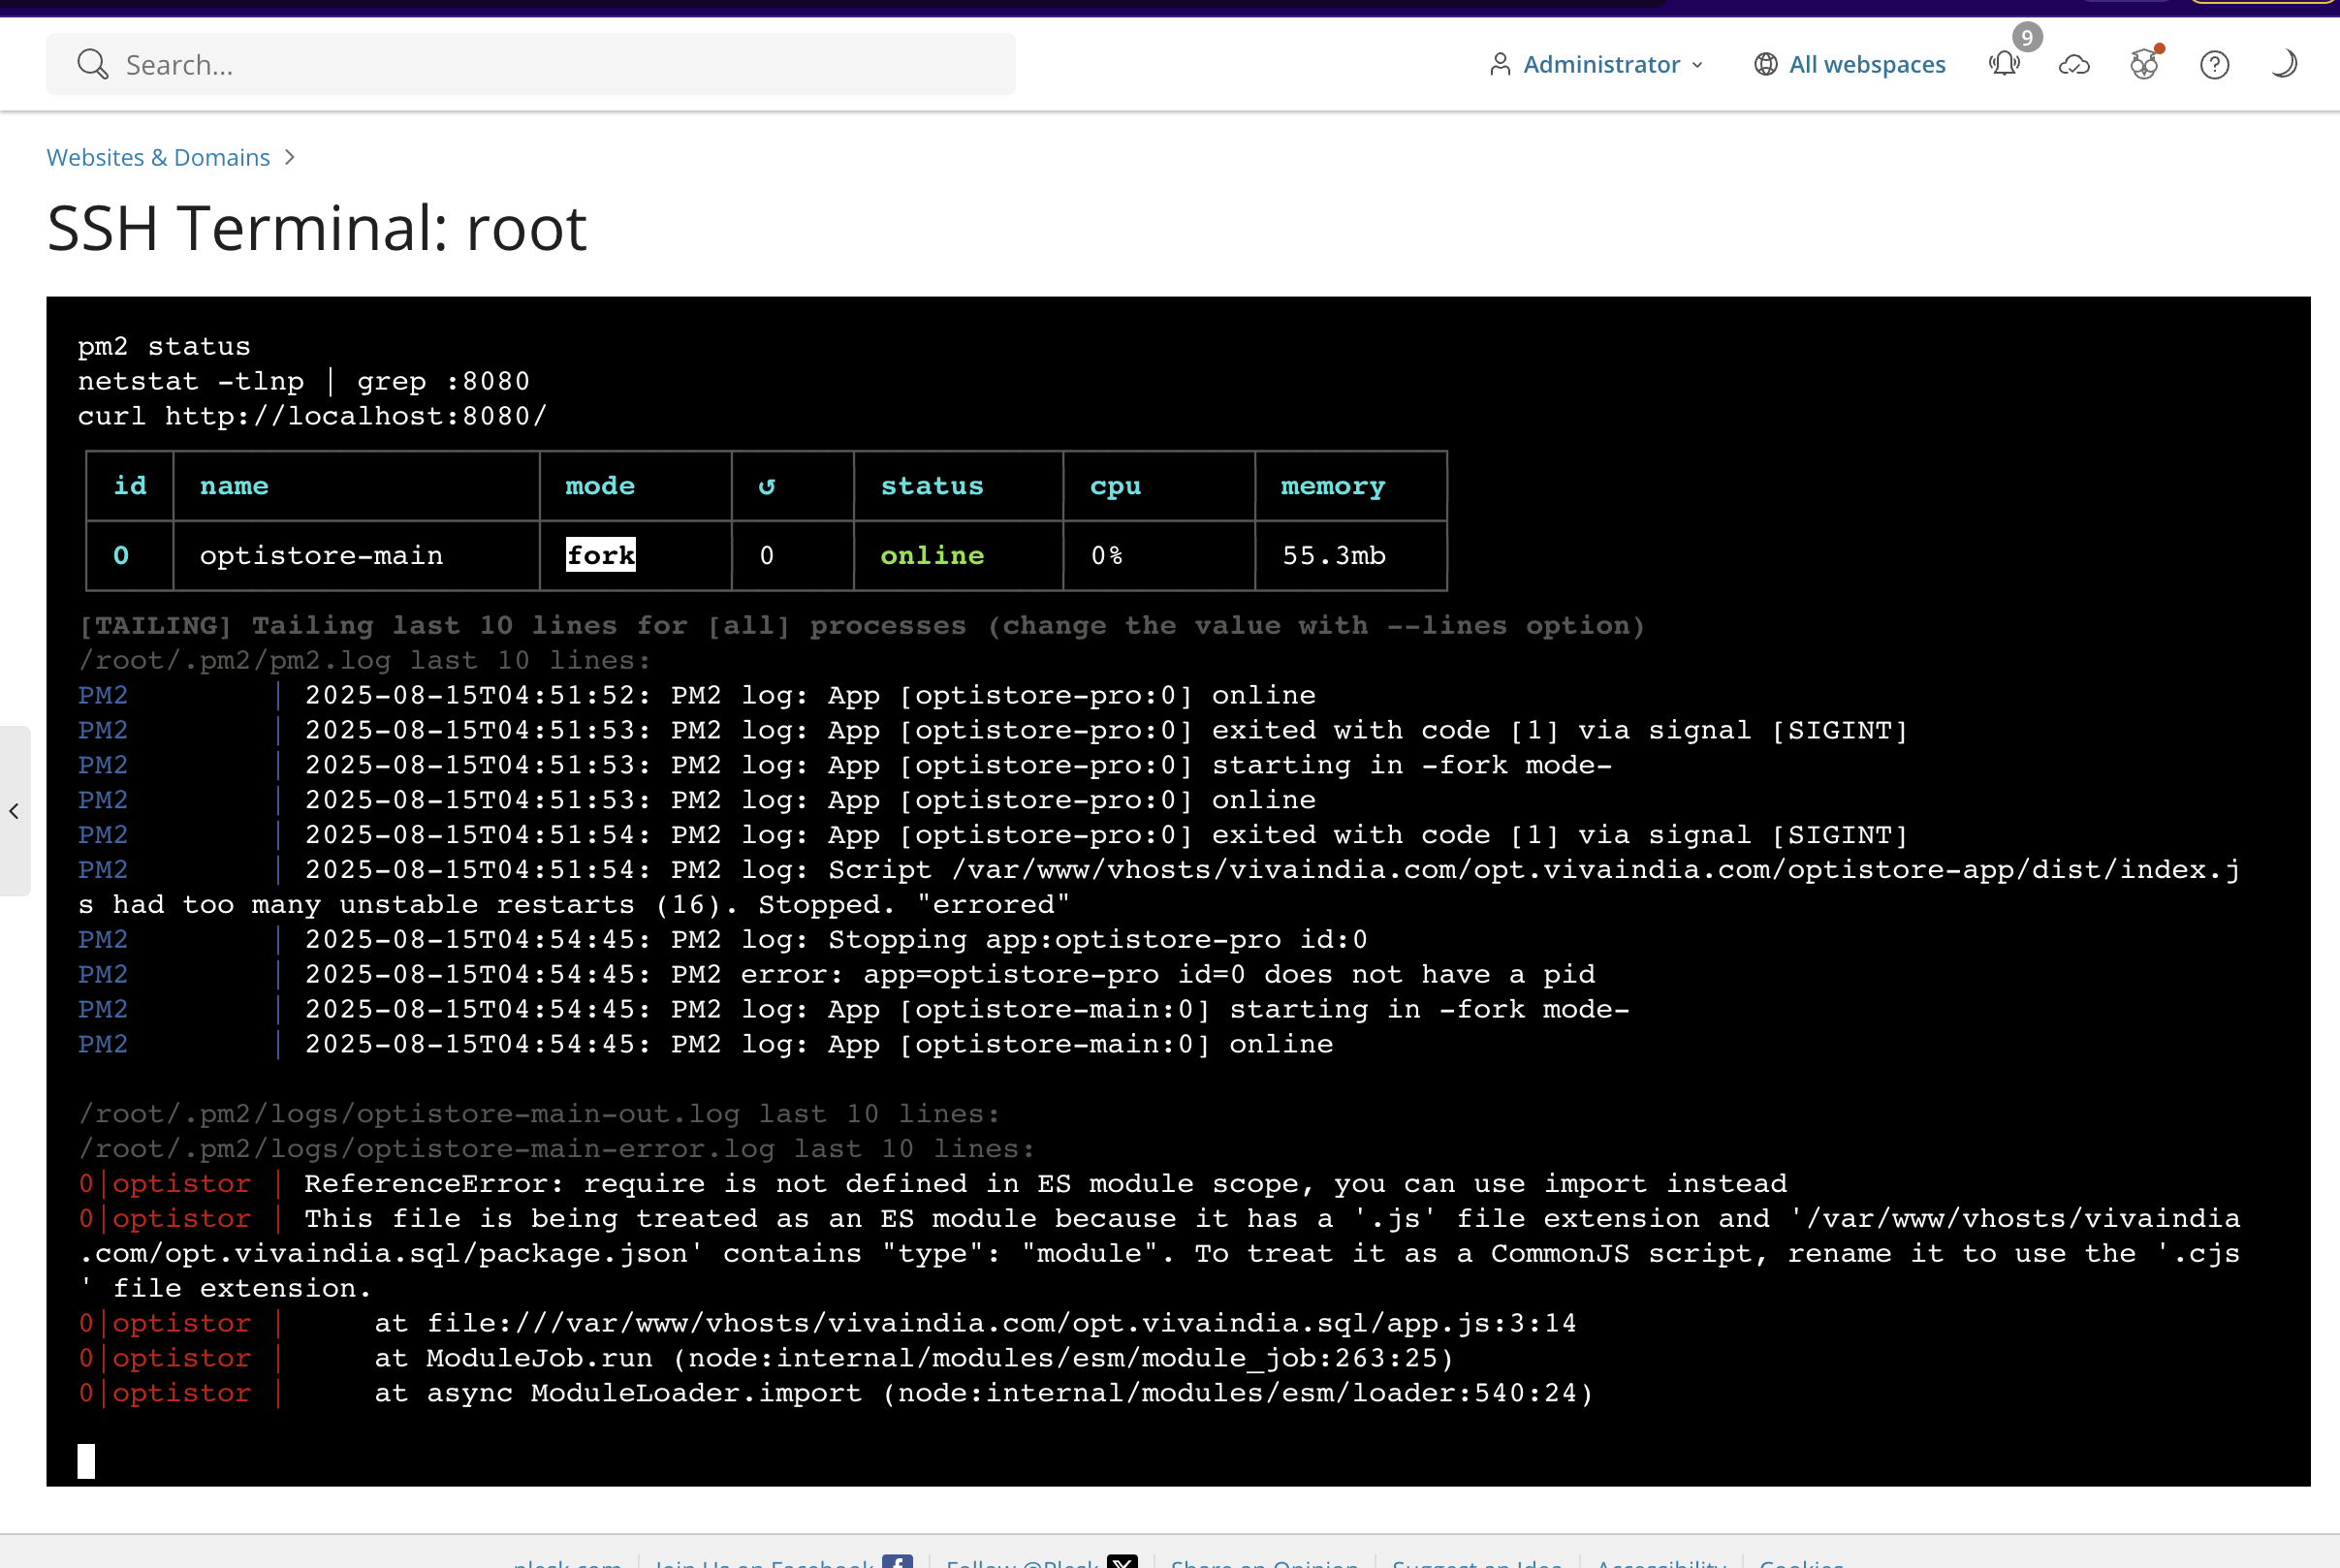 Search...
Administrator
All webspaces
9
Websites & Domains >
SSH Terminal: root
pm2 status
netstat -tlnp | grep :8080
curl http://localhost:8080/
id name mode ↺ status cpu memory
0 optistore-main fork 0 online 0% 55.3mb
[TAILING] Tailing last 10 lines for [all] processes (change the value with --lines option)
/root/.pm2/pm2.log last 10 lines:
PM2 | 2025-08-15T04:51:52: PM2 log: App [optistore-pro:0] online
PM2 | 2025-08-15T04:51:53: PM2 log: App [optistore-pro:0] exited with code [1] via signal [SIGINT]
PM2 | 2025-08-15T04:51:53: PM2 log: App [optistore-pro:0] starting in -fork mode-
PM2 | 2025-08-15T04:51:53: PM2 log: App [optistore-pro:0] online
PM2 | 2025-08-15T04:51:54: PM2 log: App [optistore-pro:0] exited with code [1] via signal [SIGINT]
PM2 | 2025-08-15T04:51:54: PM2 log: Script /var/www/vhosts/vivaindia.com/opt.vivaindia.com/optistore-app/dist/index.j
s had too many unstable restarts (16). Stopped. "errored"
PM2 | 2025-08-15T04:54:45: PM2 log: Stopping app:optistore-pro id:0
PM2 | 2025-08-15T04:54:45: PM2 error: app=optistore-pro id=0 does not have a pid
PM2 | 2025-08-15T04:54:45: PM2 log: App [optistore-main:0] starting in -fork mode-
PM2 | 2025-08-15T04:54:45: PM2 log: App [optistore-main:0] online
/root/.pm2/logs/optistore-main-out.log last 10 lines:
/root/.pm2/logs/optistore-main-error.log last 10 lines:
0|optistor | ReferenceError: require is not defined in ES module scope, you can use import instead
0|optistor | This file is being treated as an ES module because it has a '.js' file extension and '/var/www/vhosts/vivaindia
.com/opt.vivaindia.sql/package.json' contains "type": "module". To treat it as a CommonJS script, rename it to use the '.cjs
' file extension.
0|optistor | at file:///var/www/vhosts/vivaindia.com/opt.vivaindia.sql/app.js:3:14
0|optistor | at ModuleJob.run (node:internal/modules/esm/module_job:263:25)
0|optistor | at async ModuleLoader.import (node:internal/modules/esm/loader:540:24)
plesk.com Join Us on Facebook Follow @Plesk Share an Opinion Suggest an Idea Accessibility Cookies